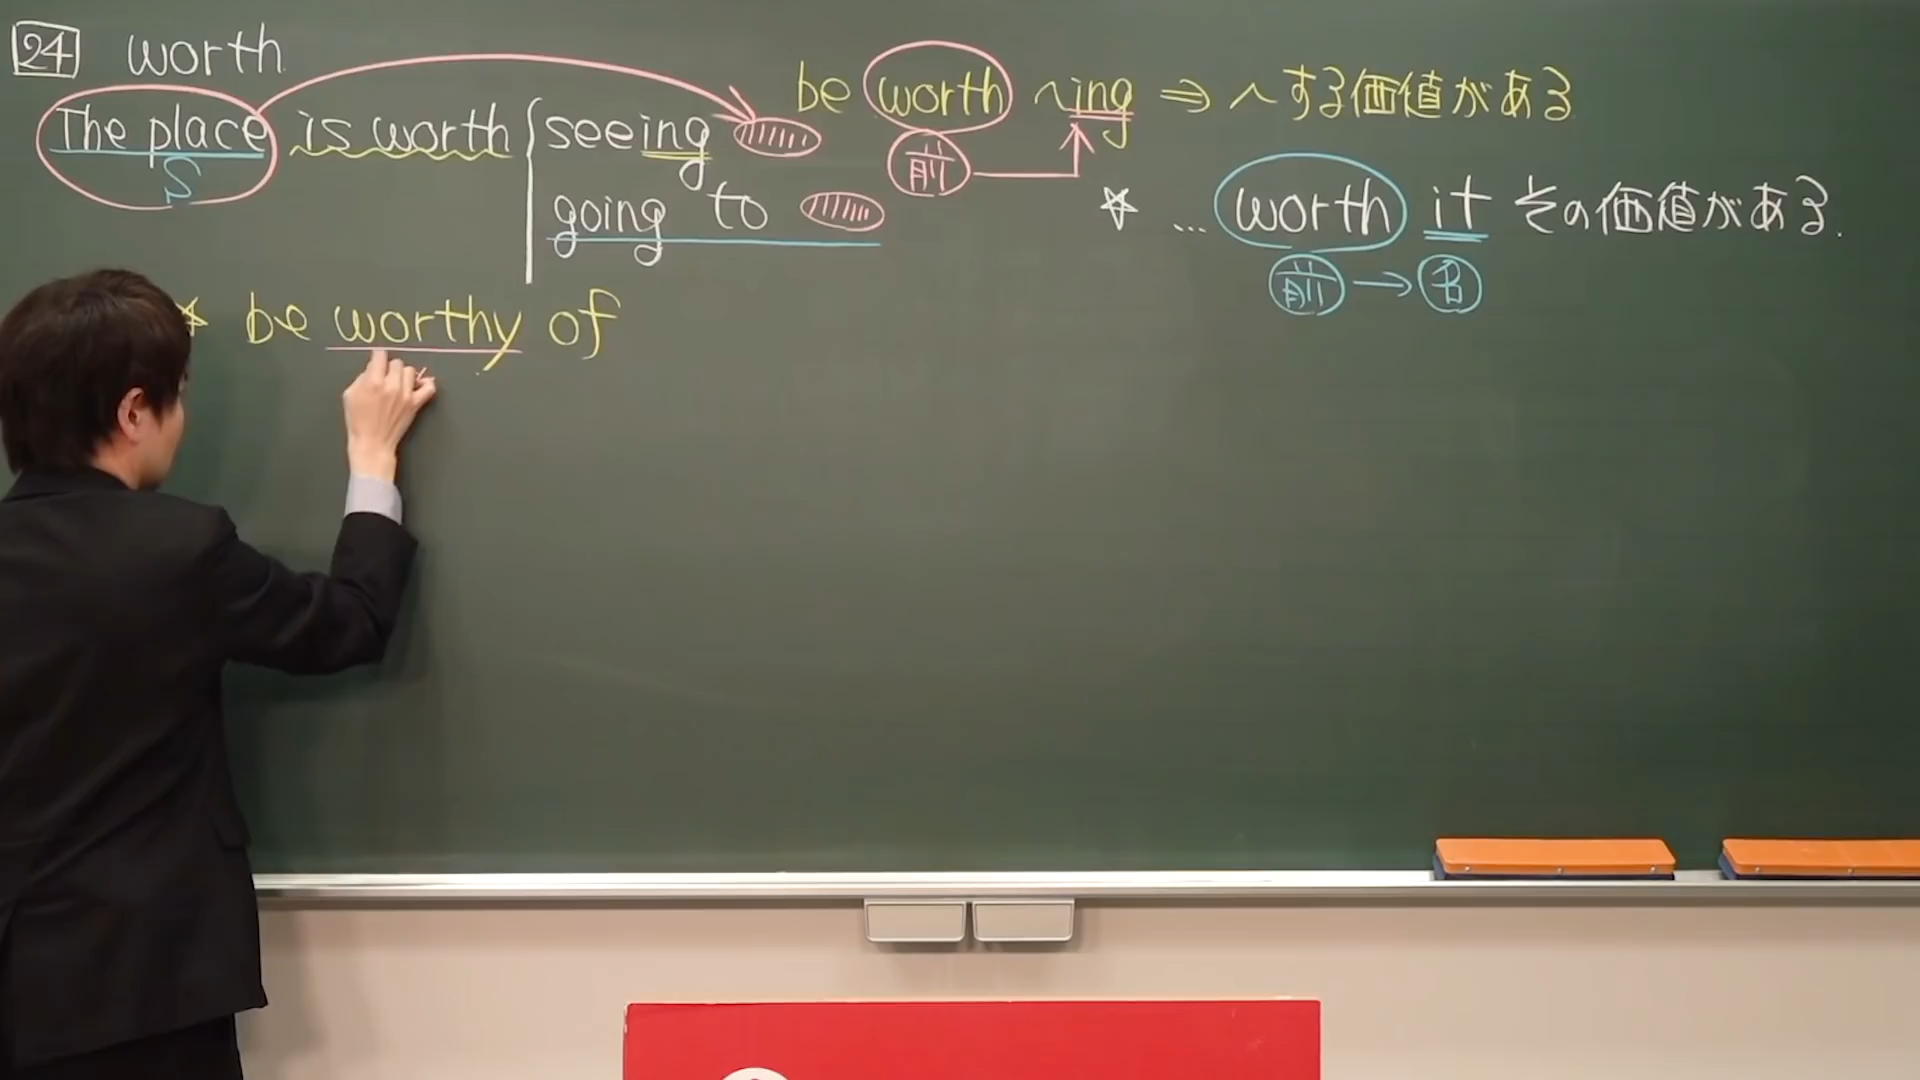 24 worth
The place is worth seeing
S
going to
be worth ~ing ⇒ ~する価値がある
前
☆ … worth it その価値がある.
前 → 名
☆ be worthy of